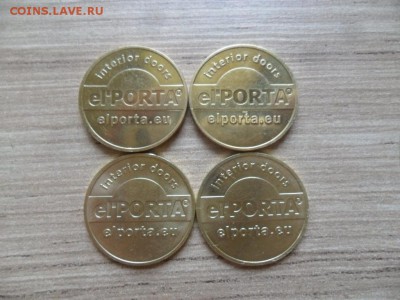 COINS.LAVE.RU
interior doors
el'PORTA
elporta.eu
interior doors
el'PORTA
elporta.eu
interior doors
el'PORTA
elporta.eu
interior doors
el'PORTA
elporta.eu